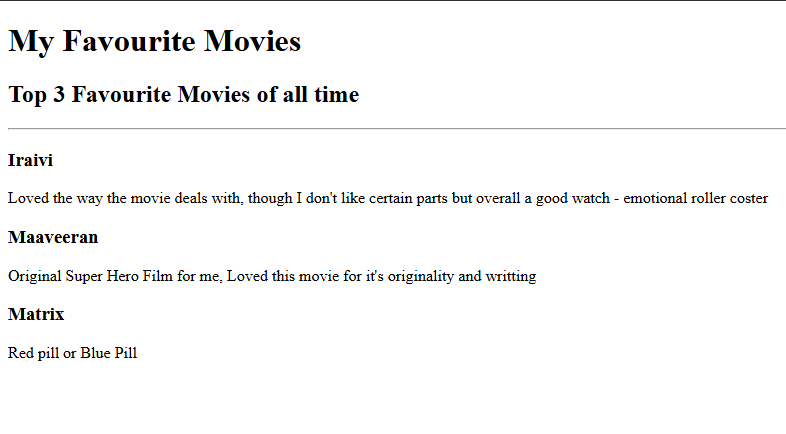 My Favourite Movies
Top 3 Favourite Movies of all time
Iraivi
Loved the way the movie deals with, though I don't like certain parts but overall a good watch - emotional roller coster
Maaveeran
Original Super Hero Film for me, Loved this movie for it's originality and writting
Matrix
Red pill or Blue Pill